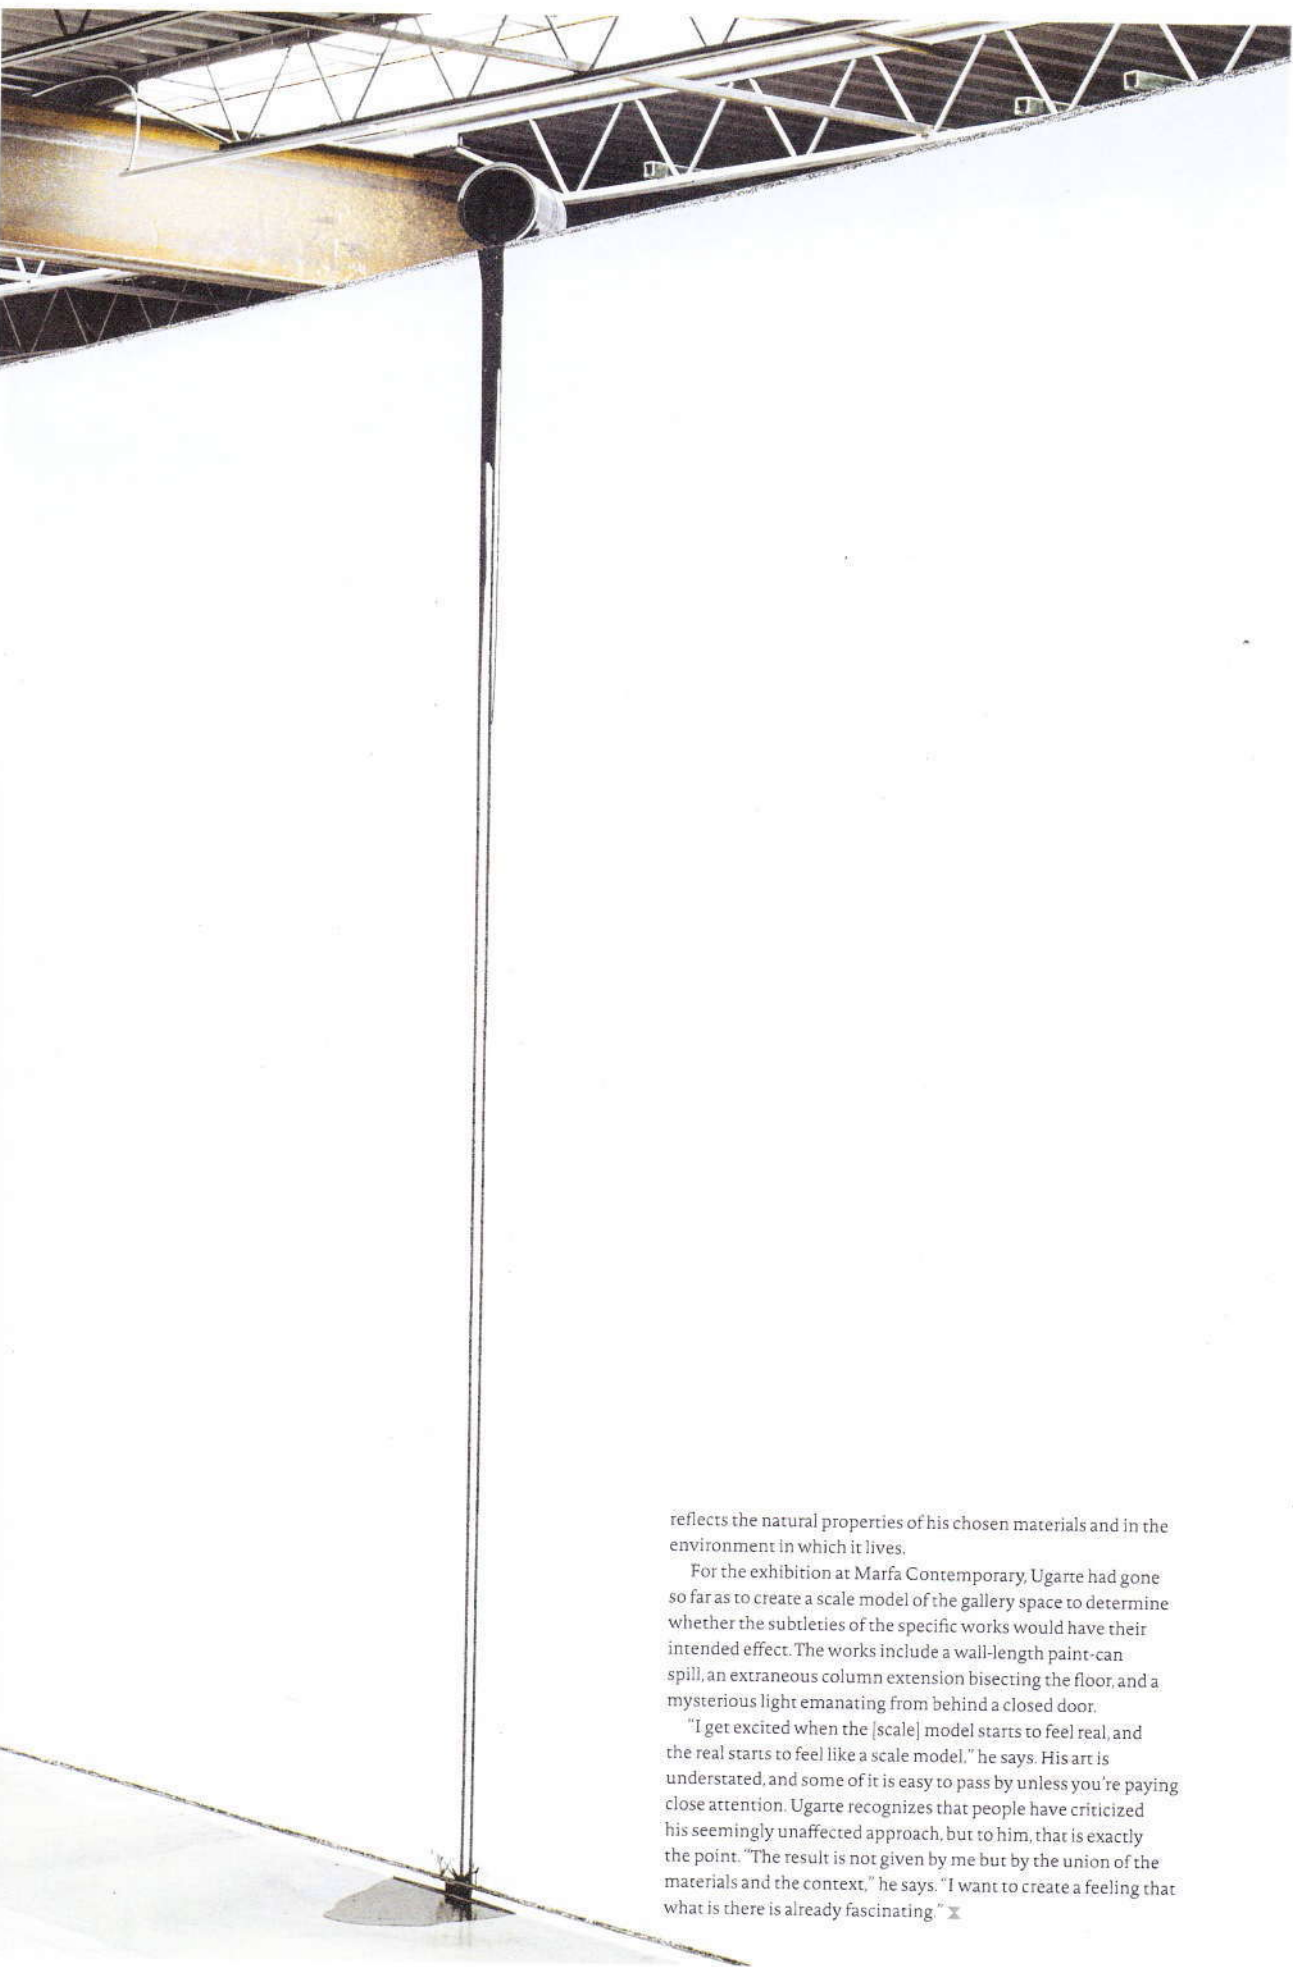 reflects the natural properties of his chosen materials and in the
environment in which it lives.
For the exhibition at Marfa Contemporary, Ugarte had gone
so far as to create a scale model of the gallery space to determine
whether the subtleties of the specific works would have their
intended effect. The works include a wall-length paint-can
spill, an extraneous column extension bisecting the floor, and a
mysterious light emanating from behind a closed door.
"I get excited when the [scale] model starts to feel real, and
the real starts to feel like a scale model," he says. His art is
understated, and some of it is easy to pass by unless you're paying
close attention. Ugarte recognizes that people have criticized
his seemingly unaffected approach, but to him, that is exactly
the point. "The result is not given by me but by the union of the
materials and the context," he says. "I want to create a feeling that
what is there is already fascinating."